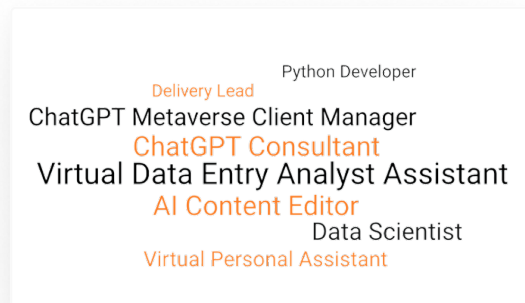 Python Developer
Delivery Lead
ChatGPT Metaverse Client Manager
ChatGPT Consultant
Virtual Data Entry Analyst Assistant
AI Content Editor
Data Scientist
Virtual Personal Assistant